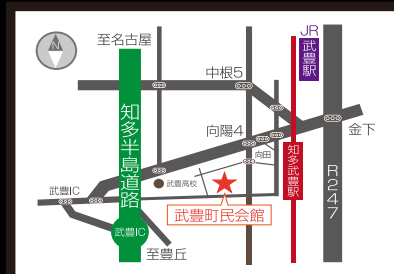 N
至名古屋
JR
武豊駅
中根5
知多半島道路
向陽4
金下
向田
知多武豊駅
R247
武豊高校
武豊IC
武豊町民会館
武豊IC
至豊丘